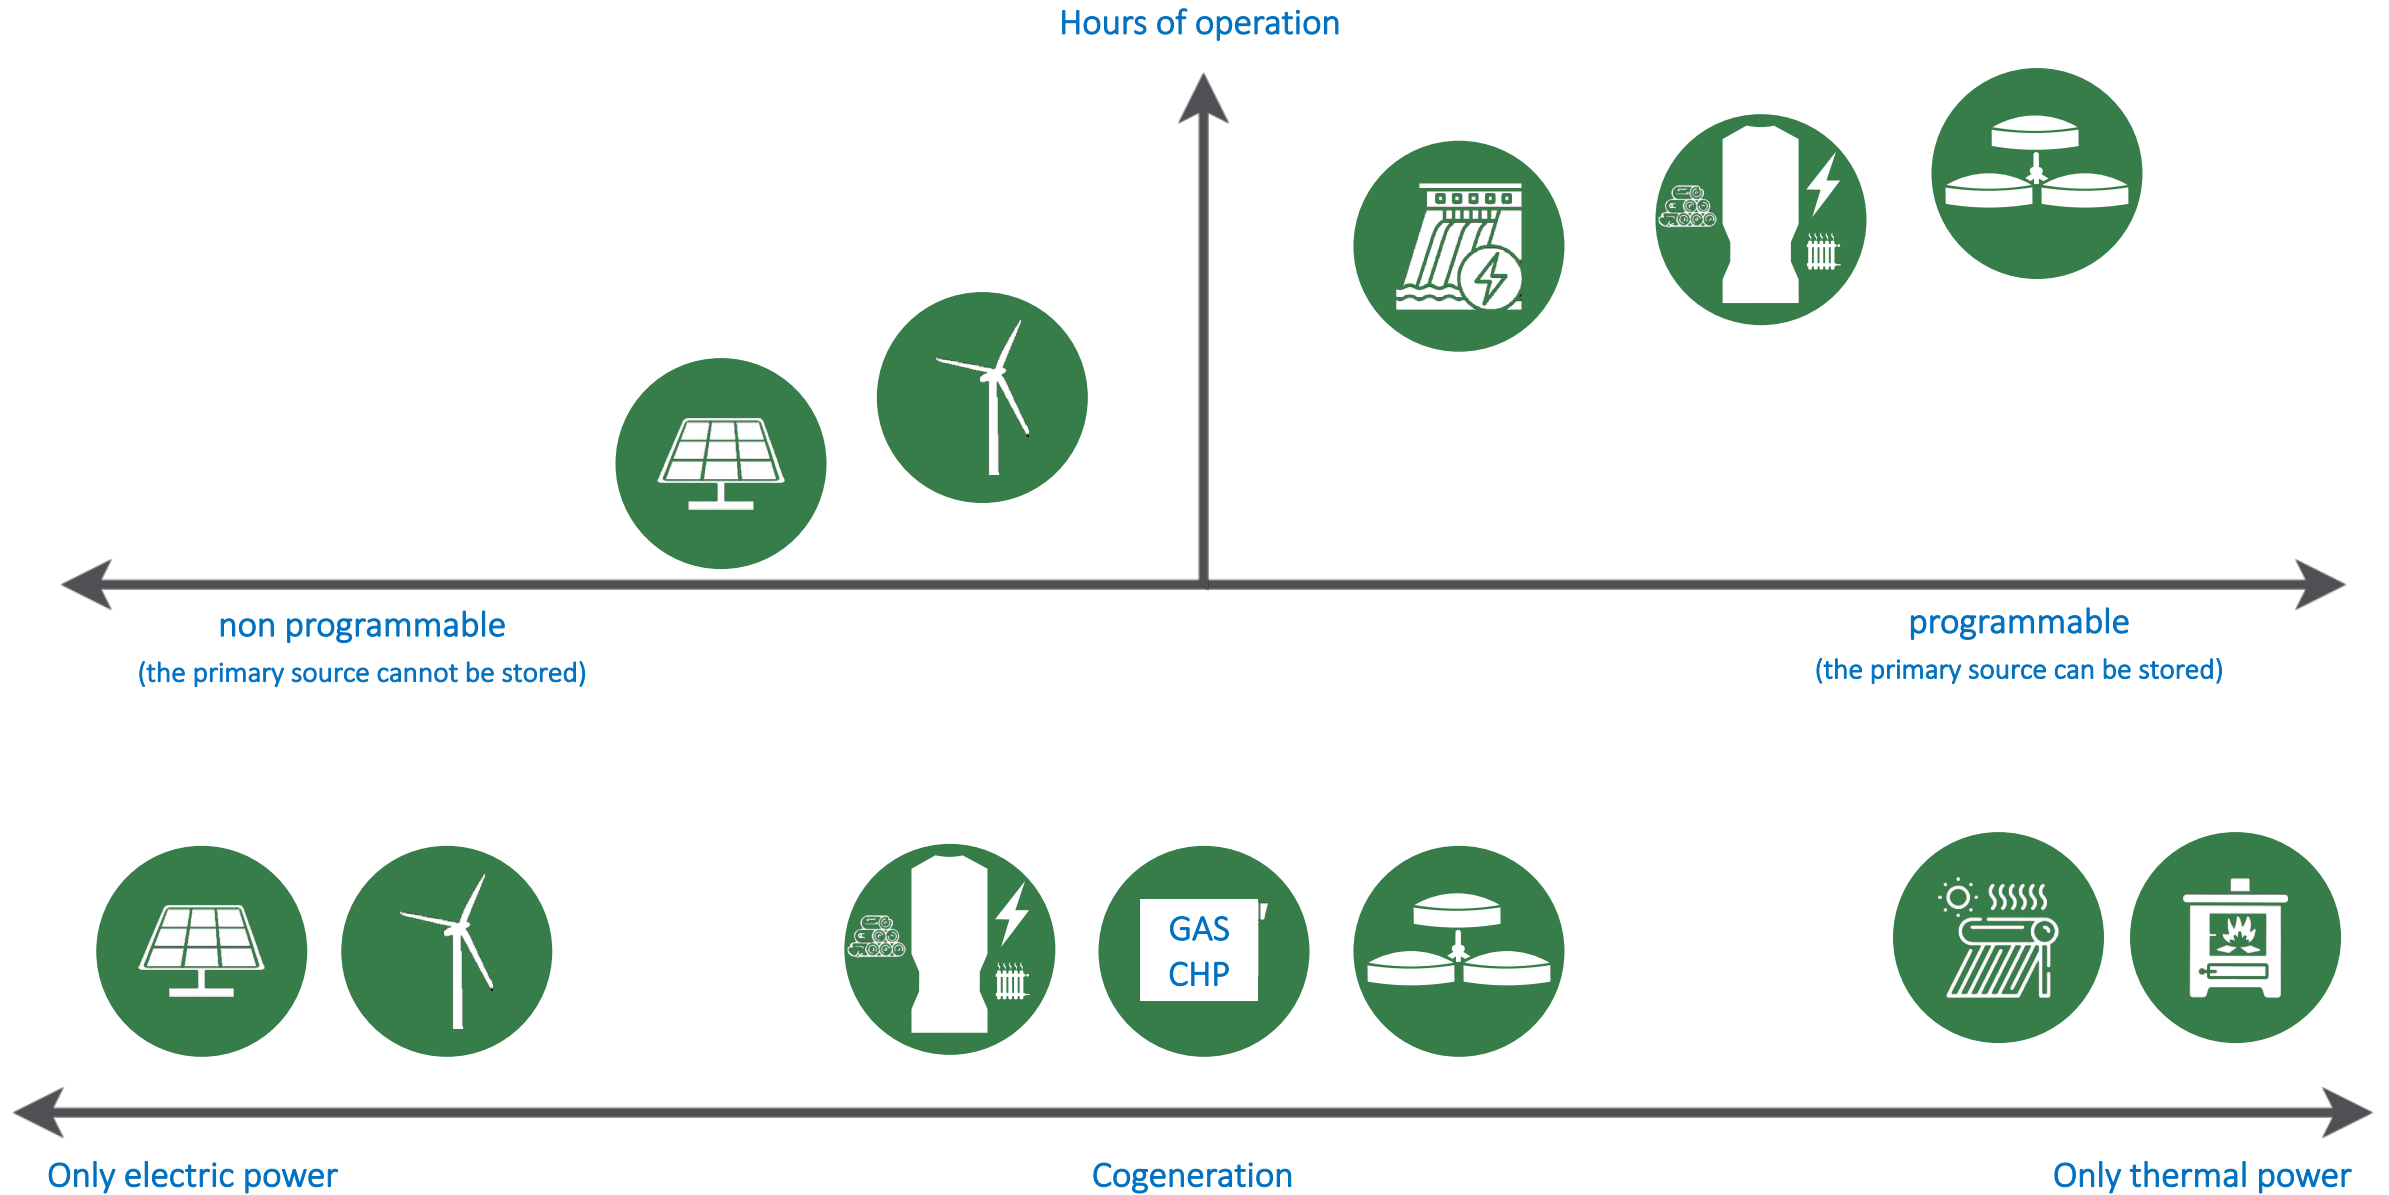 Hours of operation
non programmable
(the primary source cannot be stored)
programmable
(the primary source can be stored)
GAS
CHP
Only electric power
Cogeneration
Only thermal power